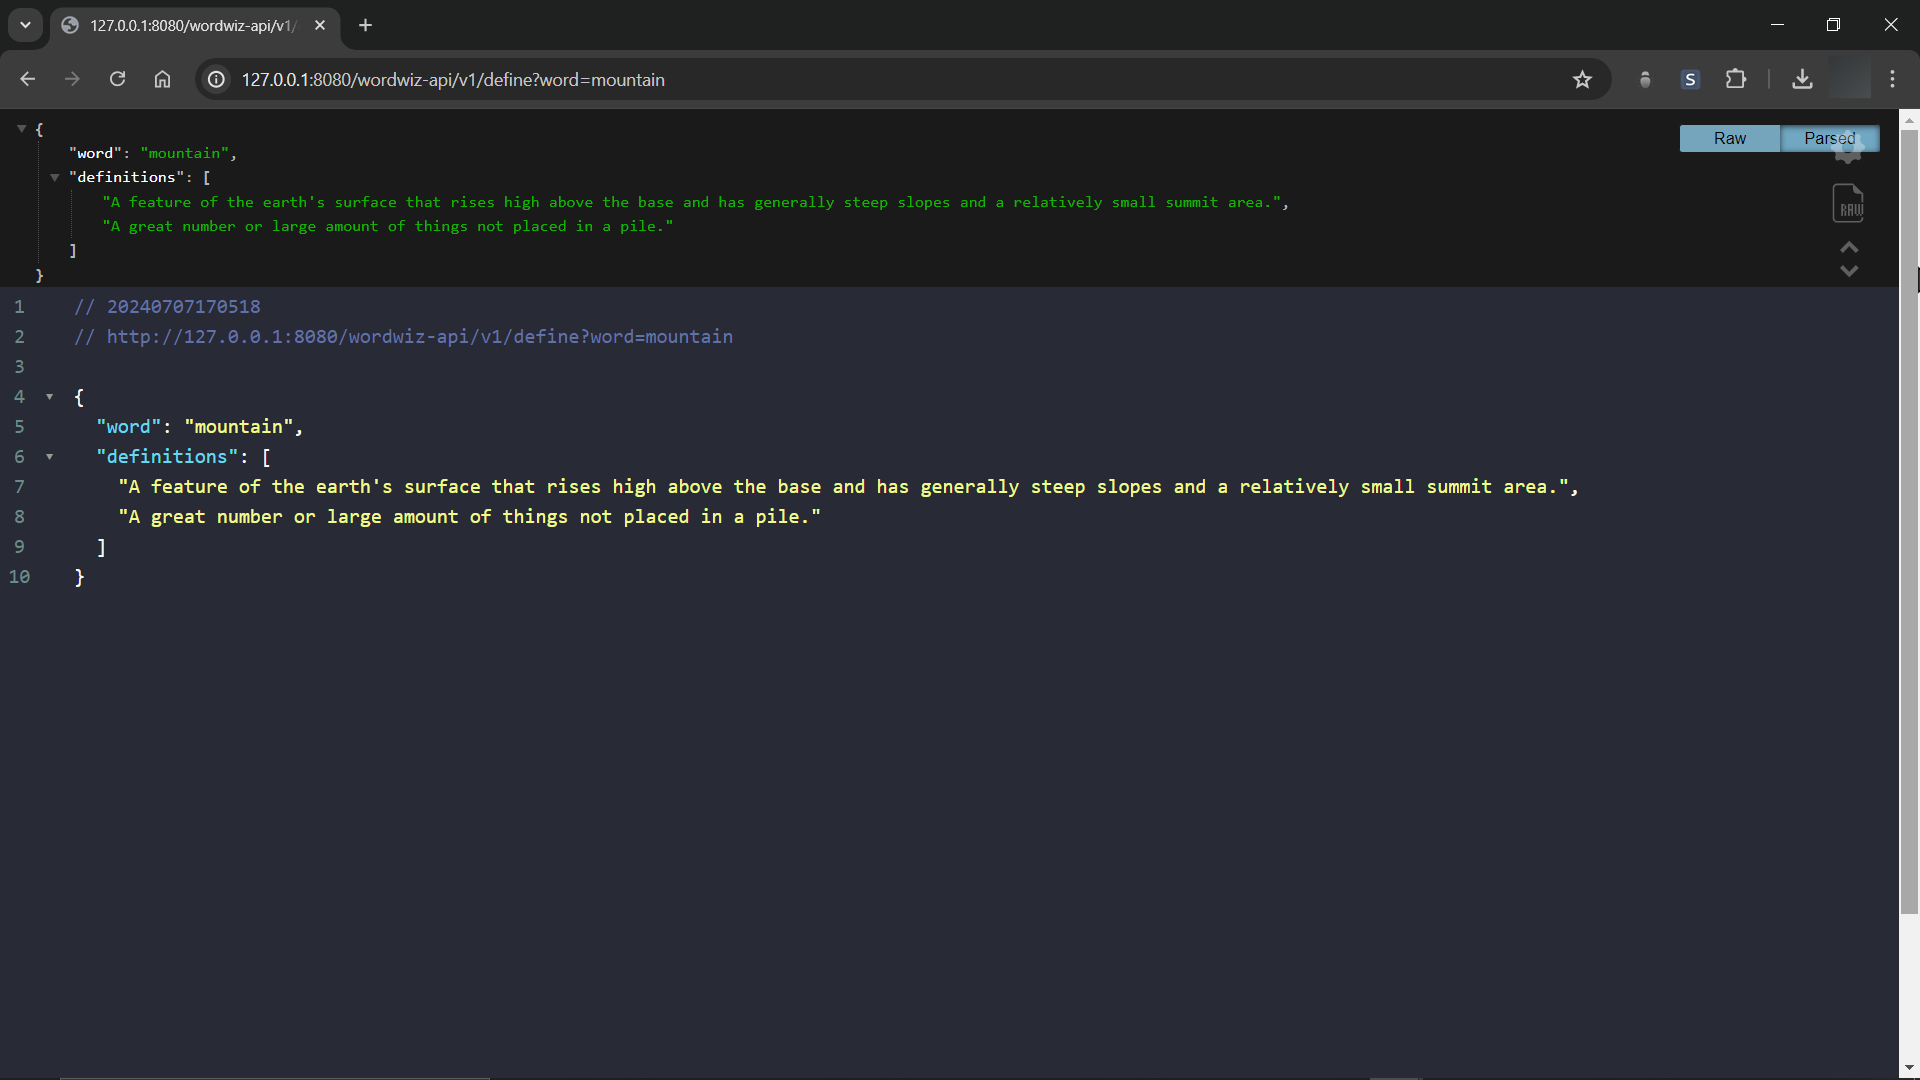 127.0.0.1:8080/wordwiz-api/v1/
127.0.0.1:8080/wordwiz-api/v1/define?word=mountain
S
{
"word": "mountain",
"definitions": [
"A feature of the earth's surface that rises high above the base and has generally steep slopes and a relatively small summit area.",
"A great number or large amount of things not placed in a pile."
]
}
Raw Parsed
RAW
1 // 20240707170518
2 // http://127.0.0.1:8080/wordwiz-api/v1/define?word=mountain
3
4 {
5 "word": "mountain",
6 "definitions": [
7 "A feature of the earth's surface that rises high above the base and has generally steep slopes and a relatively small summit area.",
8 "A great number or large amount of things not placed in a pile."
9 ]
10 }